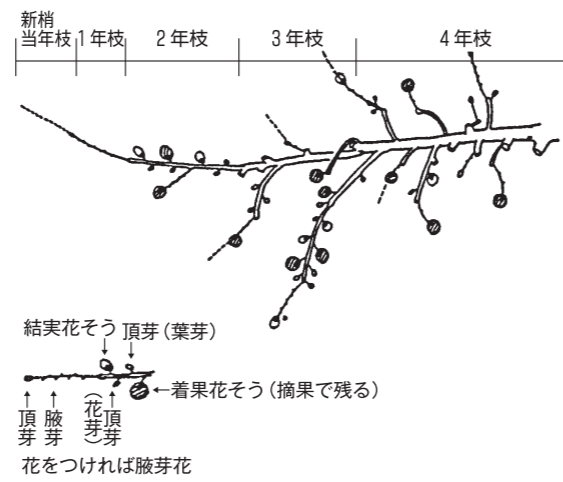 新梢
当年枝
1年枝
2年枝
3年枝
4年枝
結実花そう
頂芽(葉芽)
←着果花そう(摘果で残る)
頂芽
腋芽
(花芽)
頂芽
花をつければ腋芽花